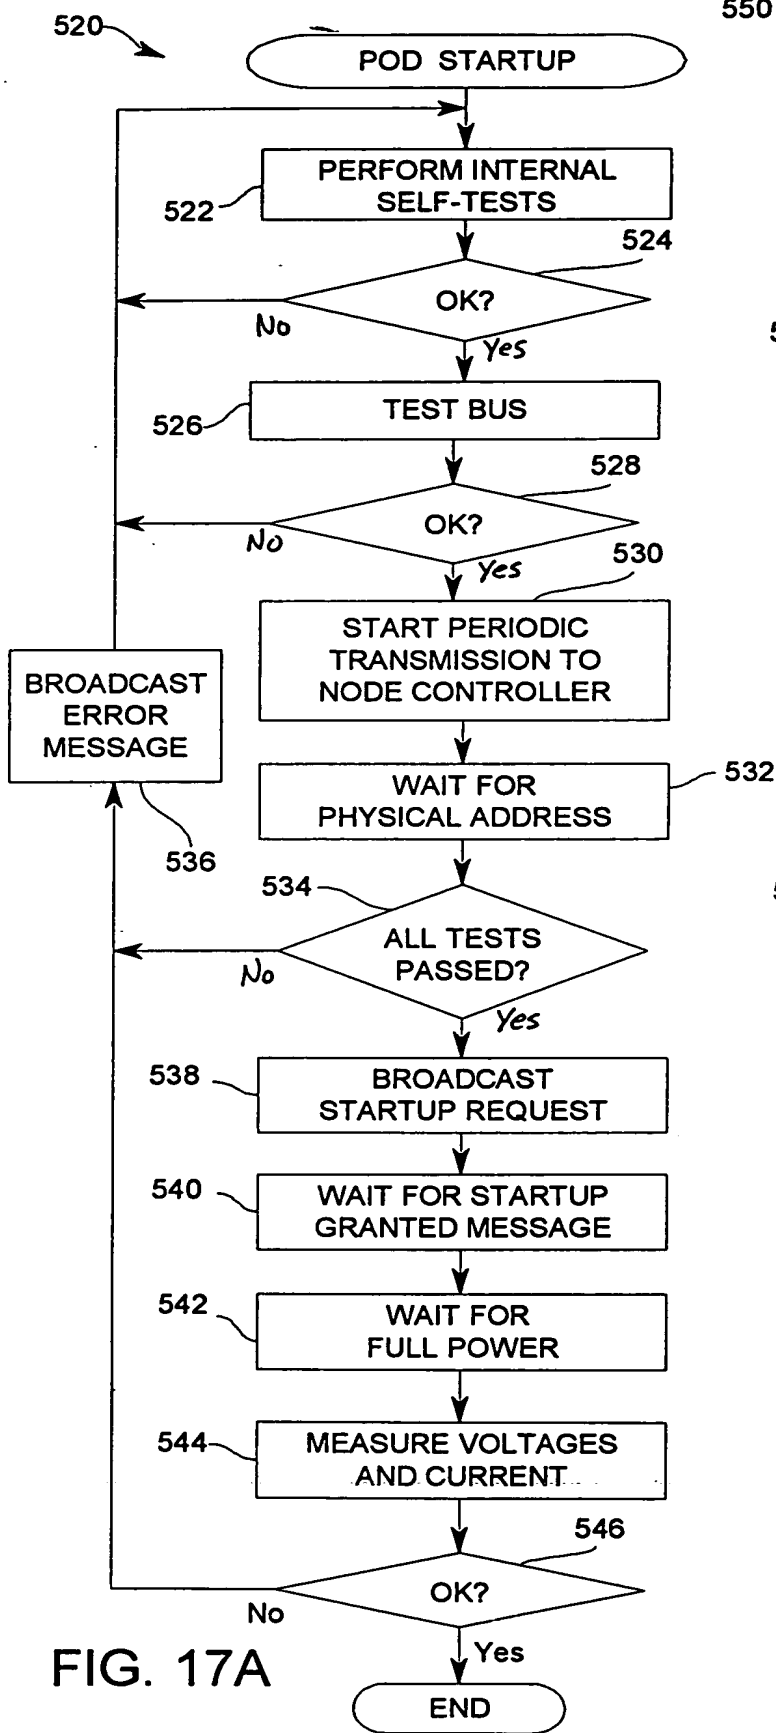 520
550
POD STARTUP
PERFORM INTERNAL
SELF-TESTS
522
524
OK?
No
Yes
TEST BUS
526
528
OK?
No
Yes
530
START PERIODIC
TRANSMISSION TO
NODE CONTROLLER
BROADCAST
ERROR
MESSAGE
536
WAIT FOR
PHYSICAL ADDRESS
532
534
ALL TESTS
PASSED?
No
Yes
538
BROADCAST
STARTUP REQUEST
540
WAIT FOR STARTUP
GRANTED MESSAGE
542
WAIT FOR
FULL POWER
544
MEASURE VOLTAGES
AND CURRENT
546
OK?
No
Yes
FIG. 17A
END